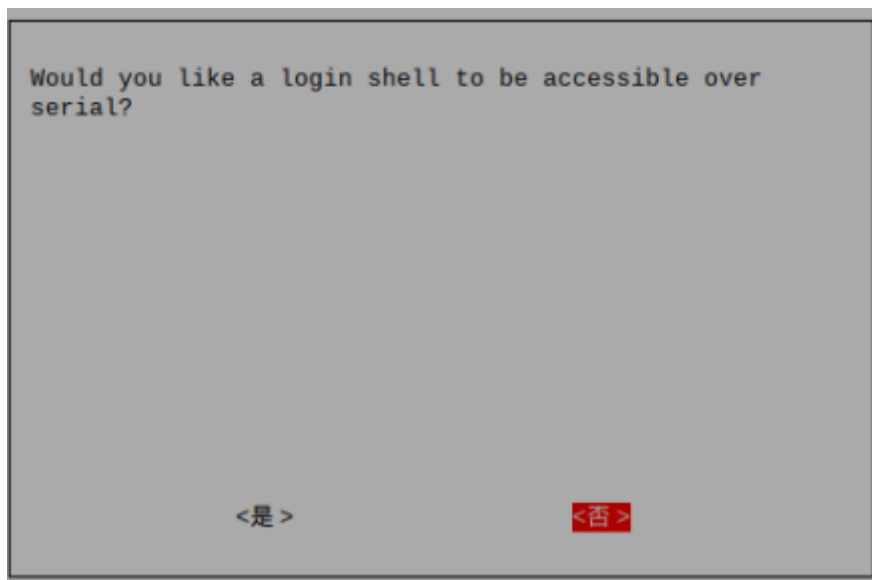 Would you like a login shell to be accessible over
serial?
<是> <否>